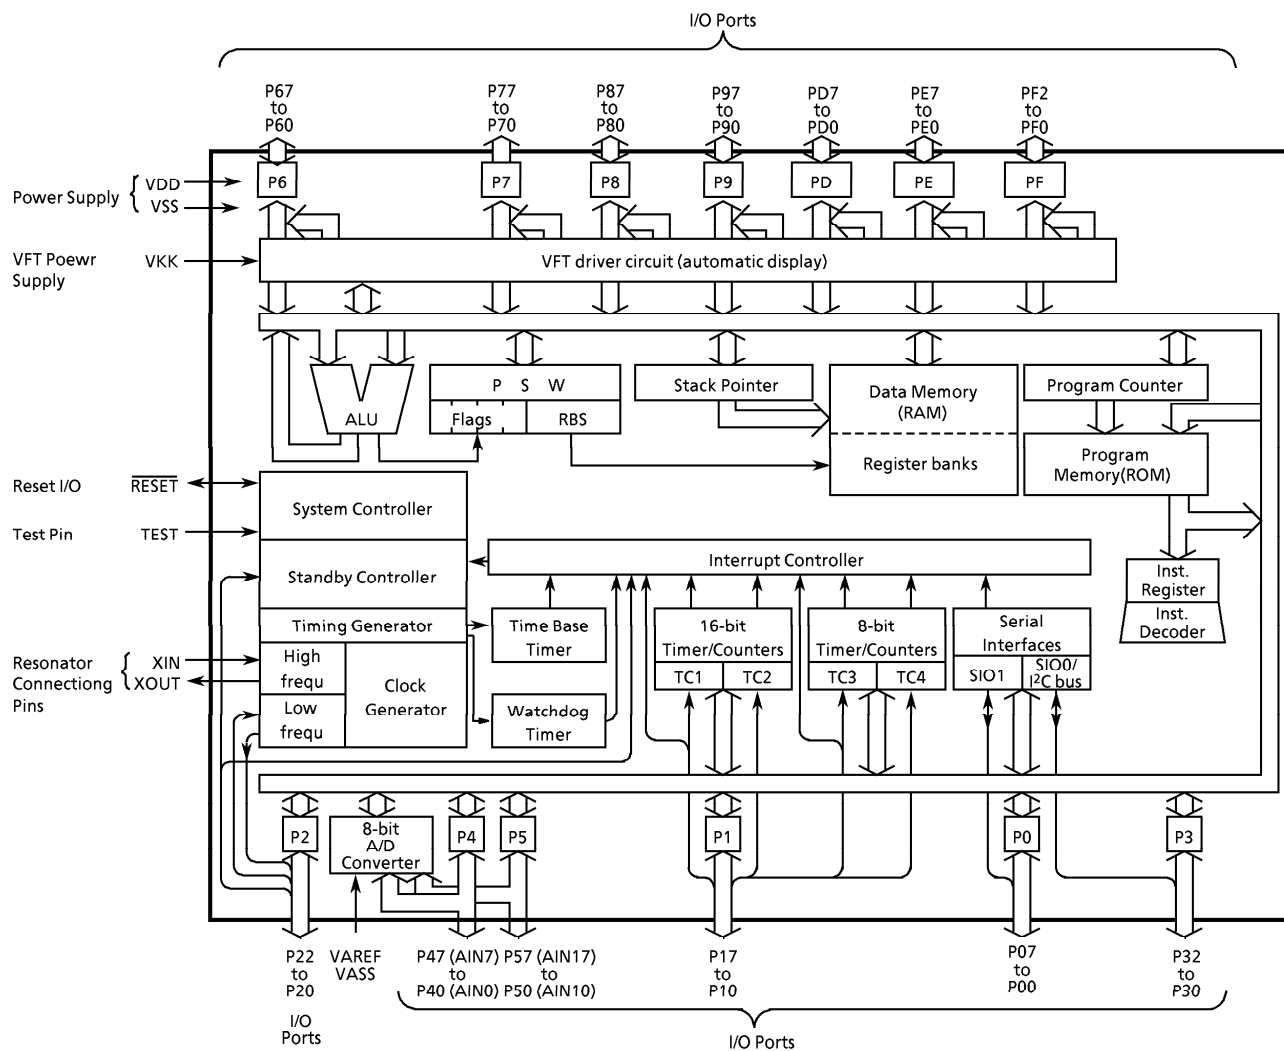 I/O Ports
P67 to P60
P77 to P70
P87 to P80
P97 to P90
PD7 to PD0
PE7 to PE0
PF2 to PF0
P6
P7
P8
P9
PD
PE
PF
Power Supply
VDD
VSS
VFT Poewr
Supply
VKK
VFT driver circuit (automatic display)
ALU
P S W
Flags
RBS
Stack Pointer
Data Memory
(RAM)
Register banks
Program Counter
Program
Memory(ROM)
Reset I/O
RESET
Test Pin
TEST
System Controller
Standby Controller
Interrupt Controller
Inst.
Register
Inst.
Decoder
Timing Generator
Time Base
Timer
16-bit
Timer/Counters
TC1
TC2
8-bit
Timer/Counters
TC3
TC4
Serial
Interfaces
SIO1
SIO0/
I2C bus
Resonator
Connectiong
Pins
XIN
XOUT
High
frequ
Low
frequ
Clock
Generator
Watchdog
Timer
P2
8-bit
A/D
Converter
P4
P5
P1
P0
P3
P22
to
P20
I/O
Ports
VAREF
VASS
P47 (AIN7)
to
P40 (AIN0)
P57 (AIN17)
to
P50 (AIN10)
P17
to
P10
P07
to
P00
P32
to
P30
I/O Ports